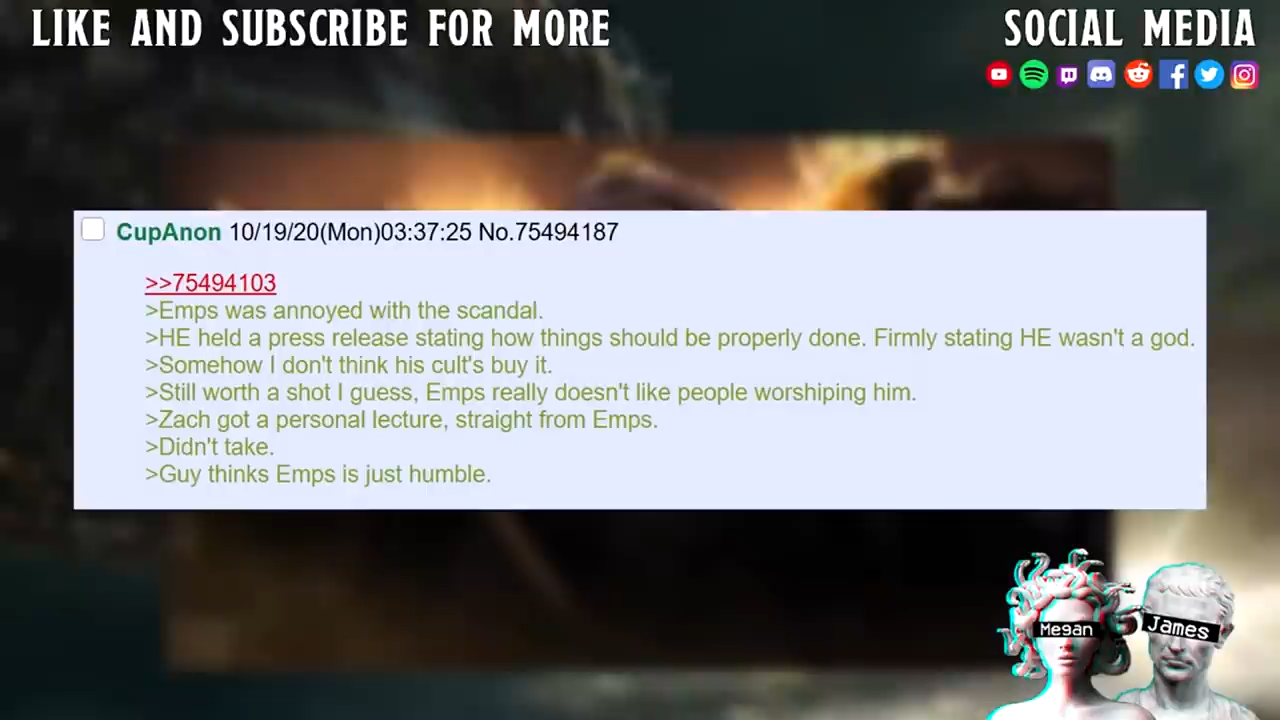 LIKE AND SUBSCRIBE FOR MORE
SOCIAL MEDIA
CupAnon 10/19/20(Mon)03:37:25 No.75494187
>>75494103
>Emps was annoyed with the scandal.
>HE held a press release stating how things should be properly done. Firmly stating HE wasn't a god.
>Somehow I don't think his cult's buy it.
>Still worth a shot I guess, Emps really doesn't like people worshiping him.
>Zach got a personal lecture, straight from Emps.
>Didn't take.
>Guy thinks Emps is just humble.
Megan
James